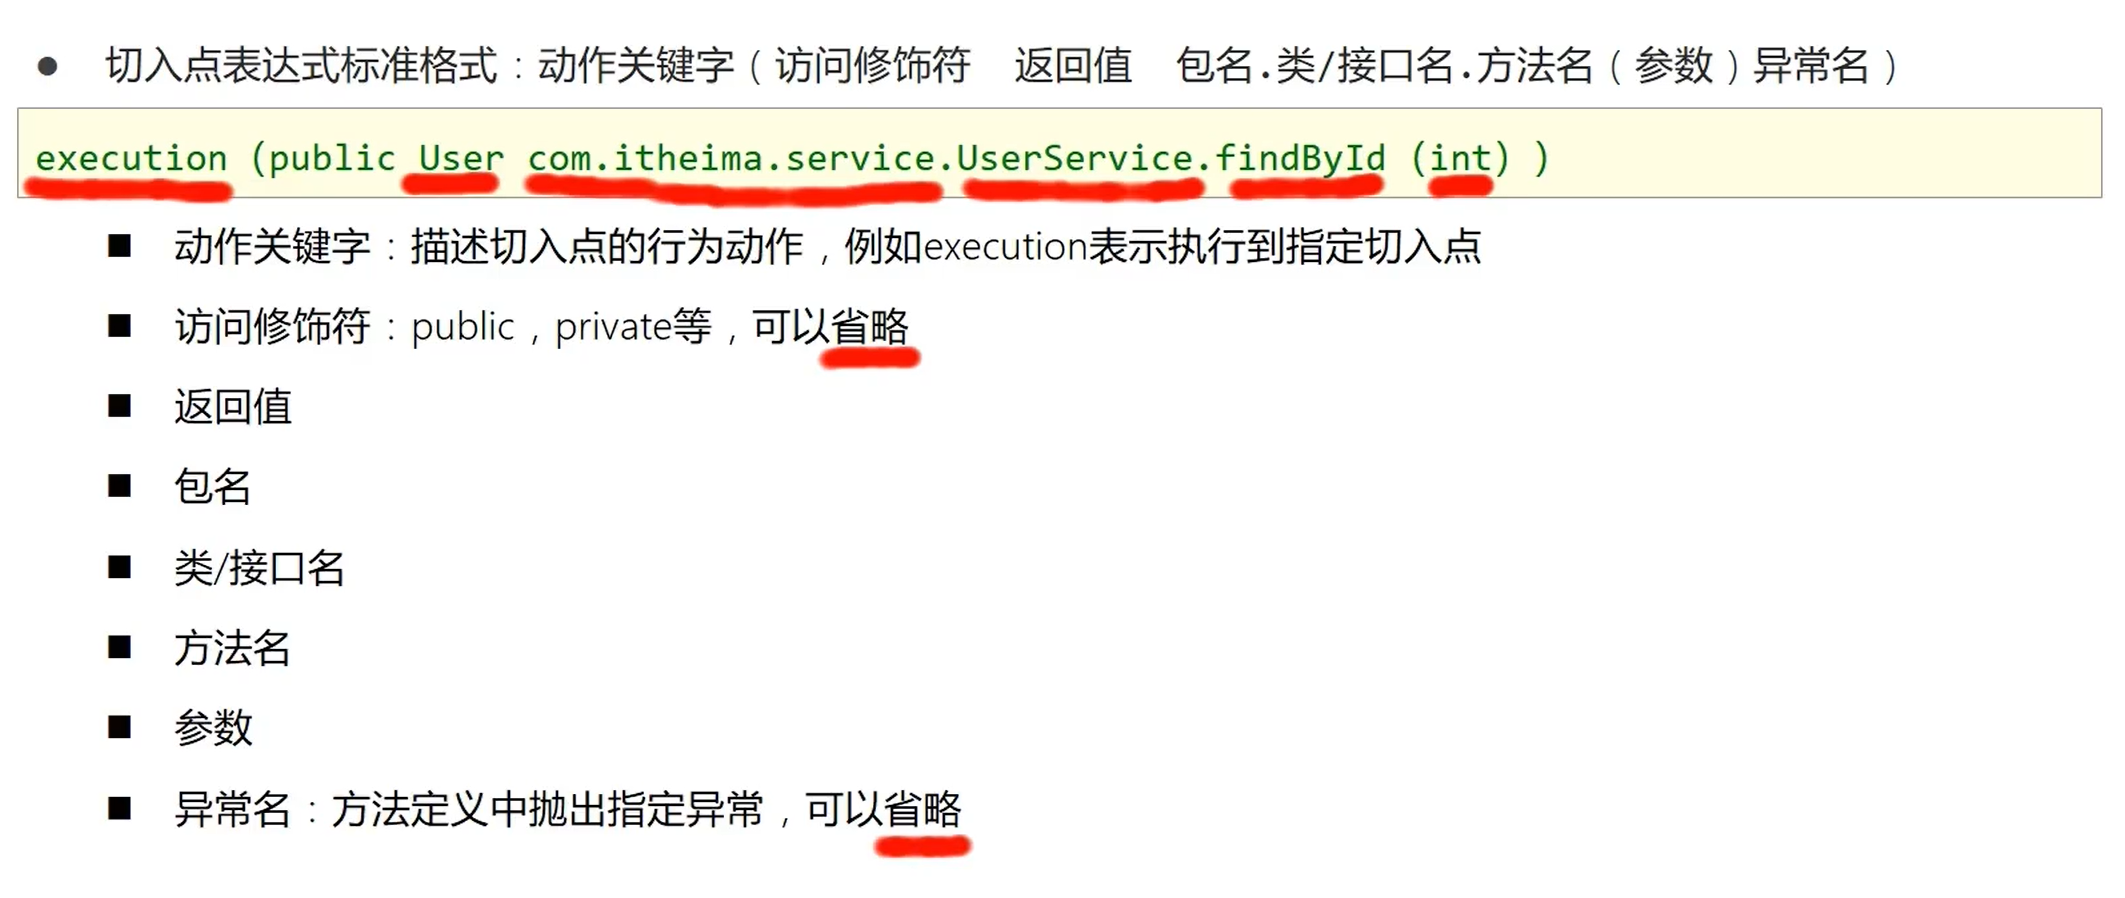 ● 切入点表达式标准格式：动作关键字（访问修饰符 返回值 包名.类/接口名.方法名（参数）异常名）
execution (public User com.itheima.service.UserService.findById (int) )
■ 动作关键字：描述切入点的行为动作，例如execution表示执行到指定切入点
■ 访问修饰符：public，private等，可以省略
■ 返回值
■ 包名
■ 类/接口名
■ 方法名
■ 参数
■ 异常名：方法定义中抛出指定异常，可以省略